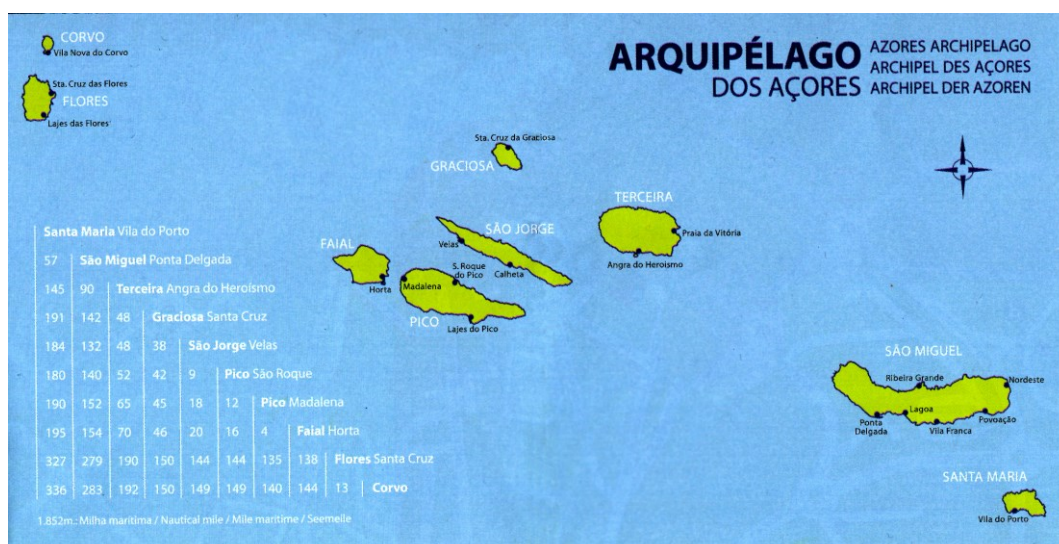 CORVO
Vila Nova do Corvo
Sta. Cruz das Flores
FLORES
Lajes das Flores
ARQUIPÉLAGO
DOS AÇORES
AZORES ARCHIPELAGO
ARCHIPEL DES AÇORES
ARCHIPEL DER AZOREN
Sta. Cruz da Graciosa
GRACIOSA
TERCEIRA
Praia da Vitória
Angra do Heroismo
SÃO JORGE
Velas
Calheta
FAIAL
Horta
S. Roque
do Pico
Madalena
PICO
Lajes do Pico
SÃO MIGUEL
Ribeira Grande
Nordeste
Lagoa
Povoação
Ponta
Delgada
Vila Franca
SANTA MARIA
Vila do Porto
Santa Maria Vila do Porto
57 São Miguel Ponta Delgada
145 90 Terceira Angra do Heroísmo
191 142 48 Graciosa Santa Cruz
184 132 48 38 São Jorge Velas
180 140 52 42 9 Pico São Roque
190 152 65 45 18 12 Pico Madalena
195 154 70 46 20 16 4 Faial Horta
327 279 190 150 144 144 135 138 Flores Santa Cruz
336 283 192 150 149 149 140 144 13 Corvo
1.852m.: Milha marítima / Nautical mile / Mile maritime / Seemeile